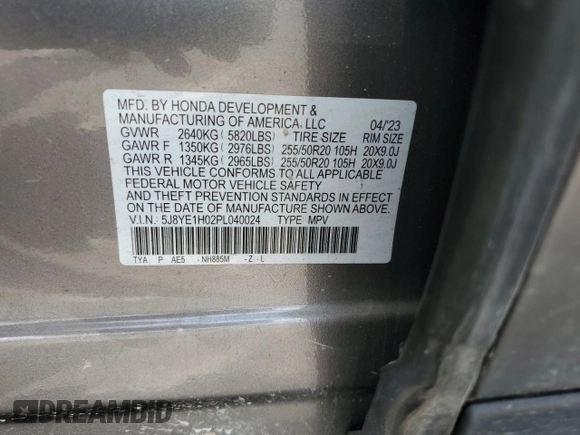 MFD. BY HONDA DEVELOPMENT &
MANUFACTURING OF AMERICA, LLC 04/'23
GVWR 2640KG( 5820LBS) TIRE SIZE RIM SIZE
GAWR F 1350KG( 2976LBS) 255/50R20 105H 20X9.0J
GAWR R 1345KG( 2965LBS) 255/50R20 105H 20X9.0J
THIS VEHICLE CONFORMS TO ALL APPLICABLE
FEDERAL MOTOR VEHICLE SAFETY
AND THEFT PREVENTION STANDARDS IN EFFECT
ON THE DATE OF MANUFACTURE SHOWN ABOVE.
V.I.N.: 5J8YE1H02PL040024 TYPE MPV
TYA P AE5 - NH885M - Z - L
DREAMBID